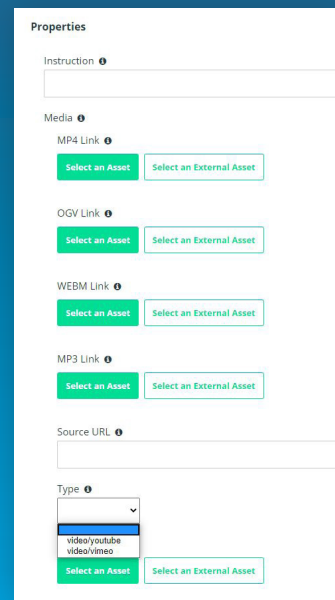 Properties
Instruction
Media
MP4 Link
Select an Asset Select an External Asset
OGV Link
Select an Asset Select an External Asset
WEBM Link
Select an Asset Select an External Asset
MP3 Link
Select an Asset Select an External Asset
Source URL
Type
video/youtube
video/vimeo
Select an Asset Select an External Asset